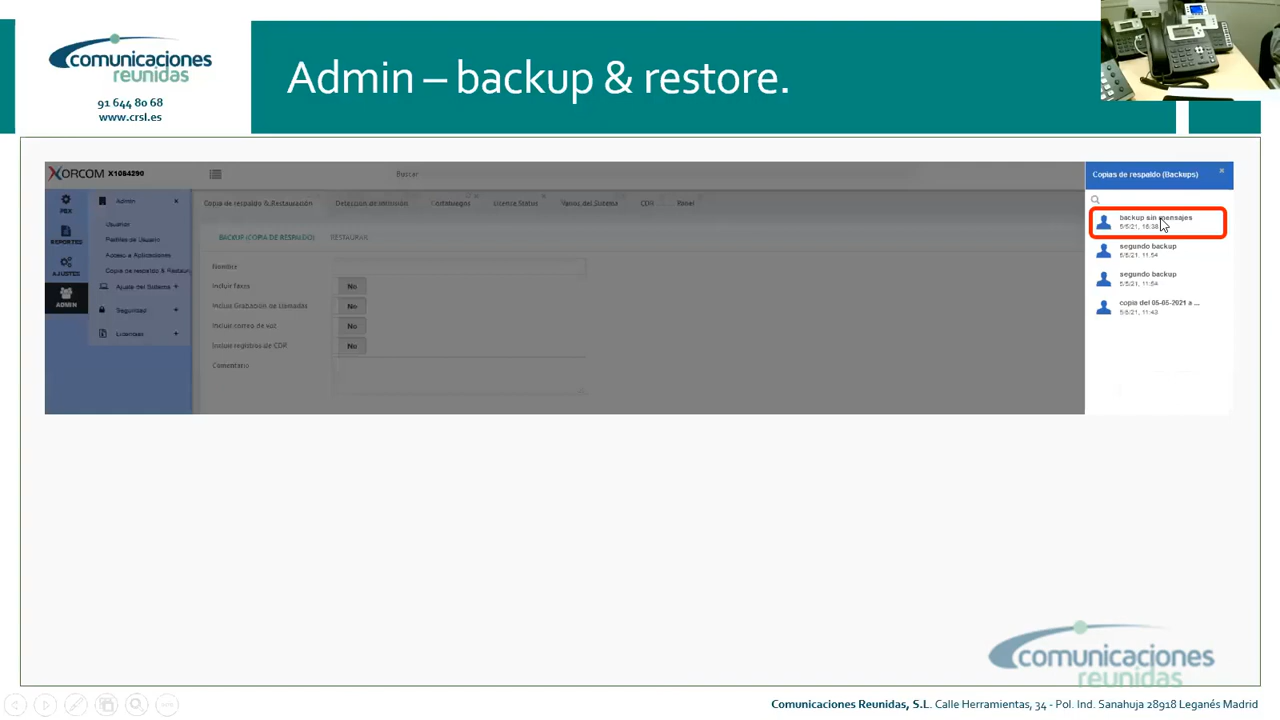 comunicaciones
reunidas
91 644 80 68
www.crsl.es
Admin – backup & restore.
XORCOM X1084290
Buscar
Copias de respaldo (Backups)
PBX
REPORTES
AJUSTES
ADMIN
Admin
Usuarios
Perfiles de Usuario
Acceso a Aplicaciones
Copia de respaldo & Restaur
Ajuste del Sistema
Seguridad
Licencias
Copia de respaldo & Restauración
Detección de Intrusos
Cortafuegos
License Status
Varios del Sistema
CDR
Panel
BACKUP (COPIA DE RESPALDO)
RESTAURAR
Nombre
Incluir faxes No
Incluir Grabación de Llamadas No
Incluir correo de voz No
Incluir registros de CDR No
Comentario
backup sin mensajes
segundo backup
5/5/21, 11:54
segundo backup
5/5/21, 11:54
copia del 05-05-2021 a ...
5/5/21, 11:43
comunicaciones
reunidas
Comunicaciones Reunidas, S.L. Calle Herramientas, 34 - Pol. Ind. Sanahuja 28918 Leganés Madrid